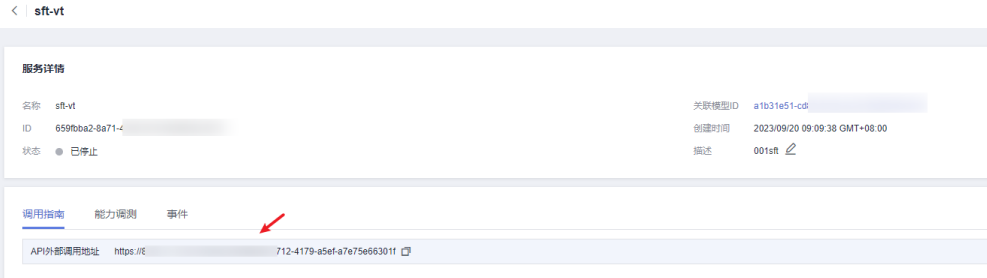 sft-vt
服务详情
名称 sft-vt
关联模型ID a1b31e51-cd
ID 659fbba2-8a71-4
创建时间 2023/09/20 09:09:38 GMT+08:00
状态 已停止
描述 001sft
调用指南 能力调测 事件
API外部调用地址 https://8 712-4179-a5ef-a7e75e66301f